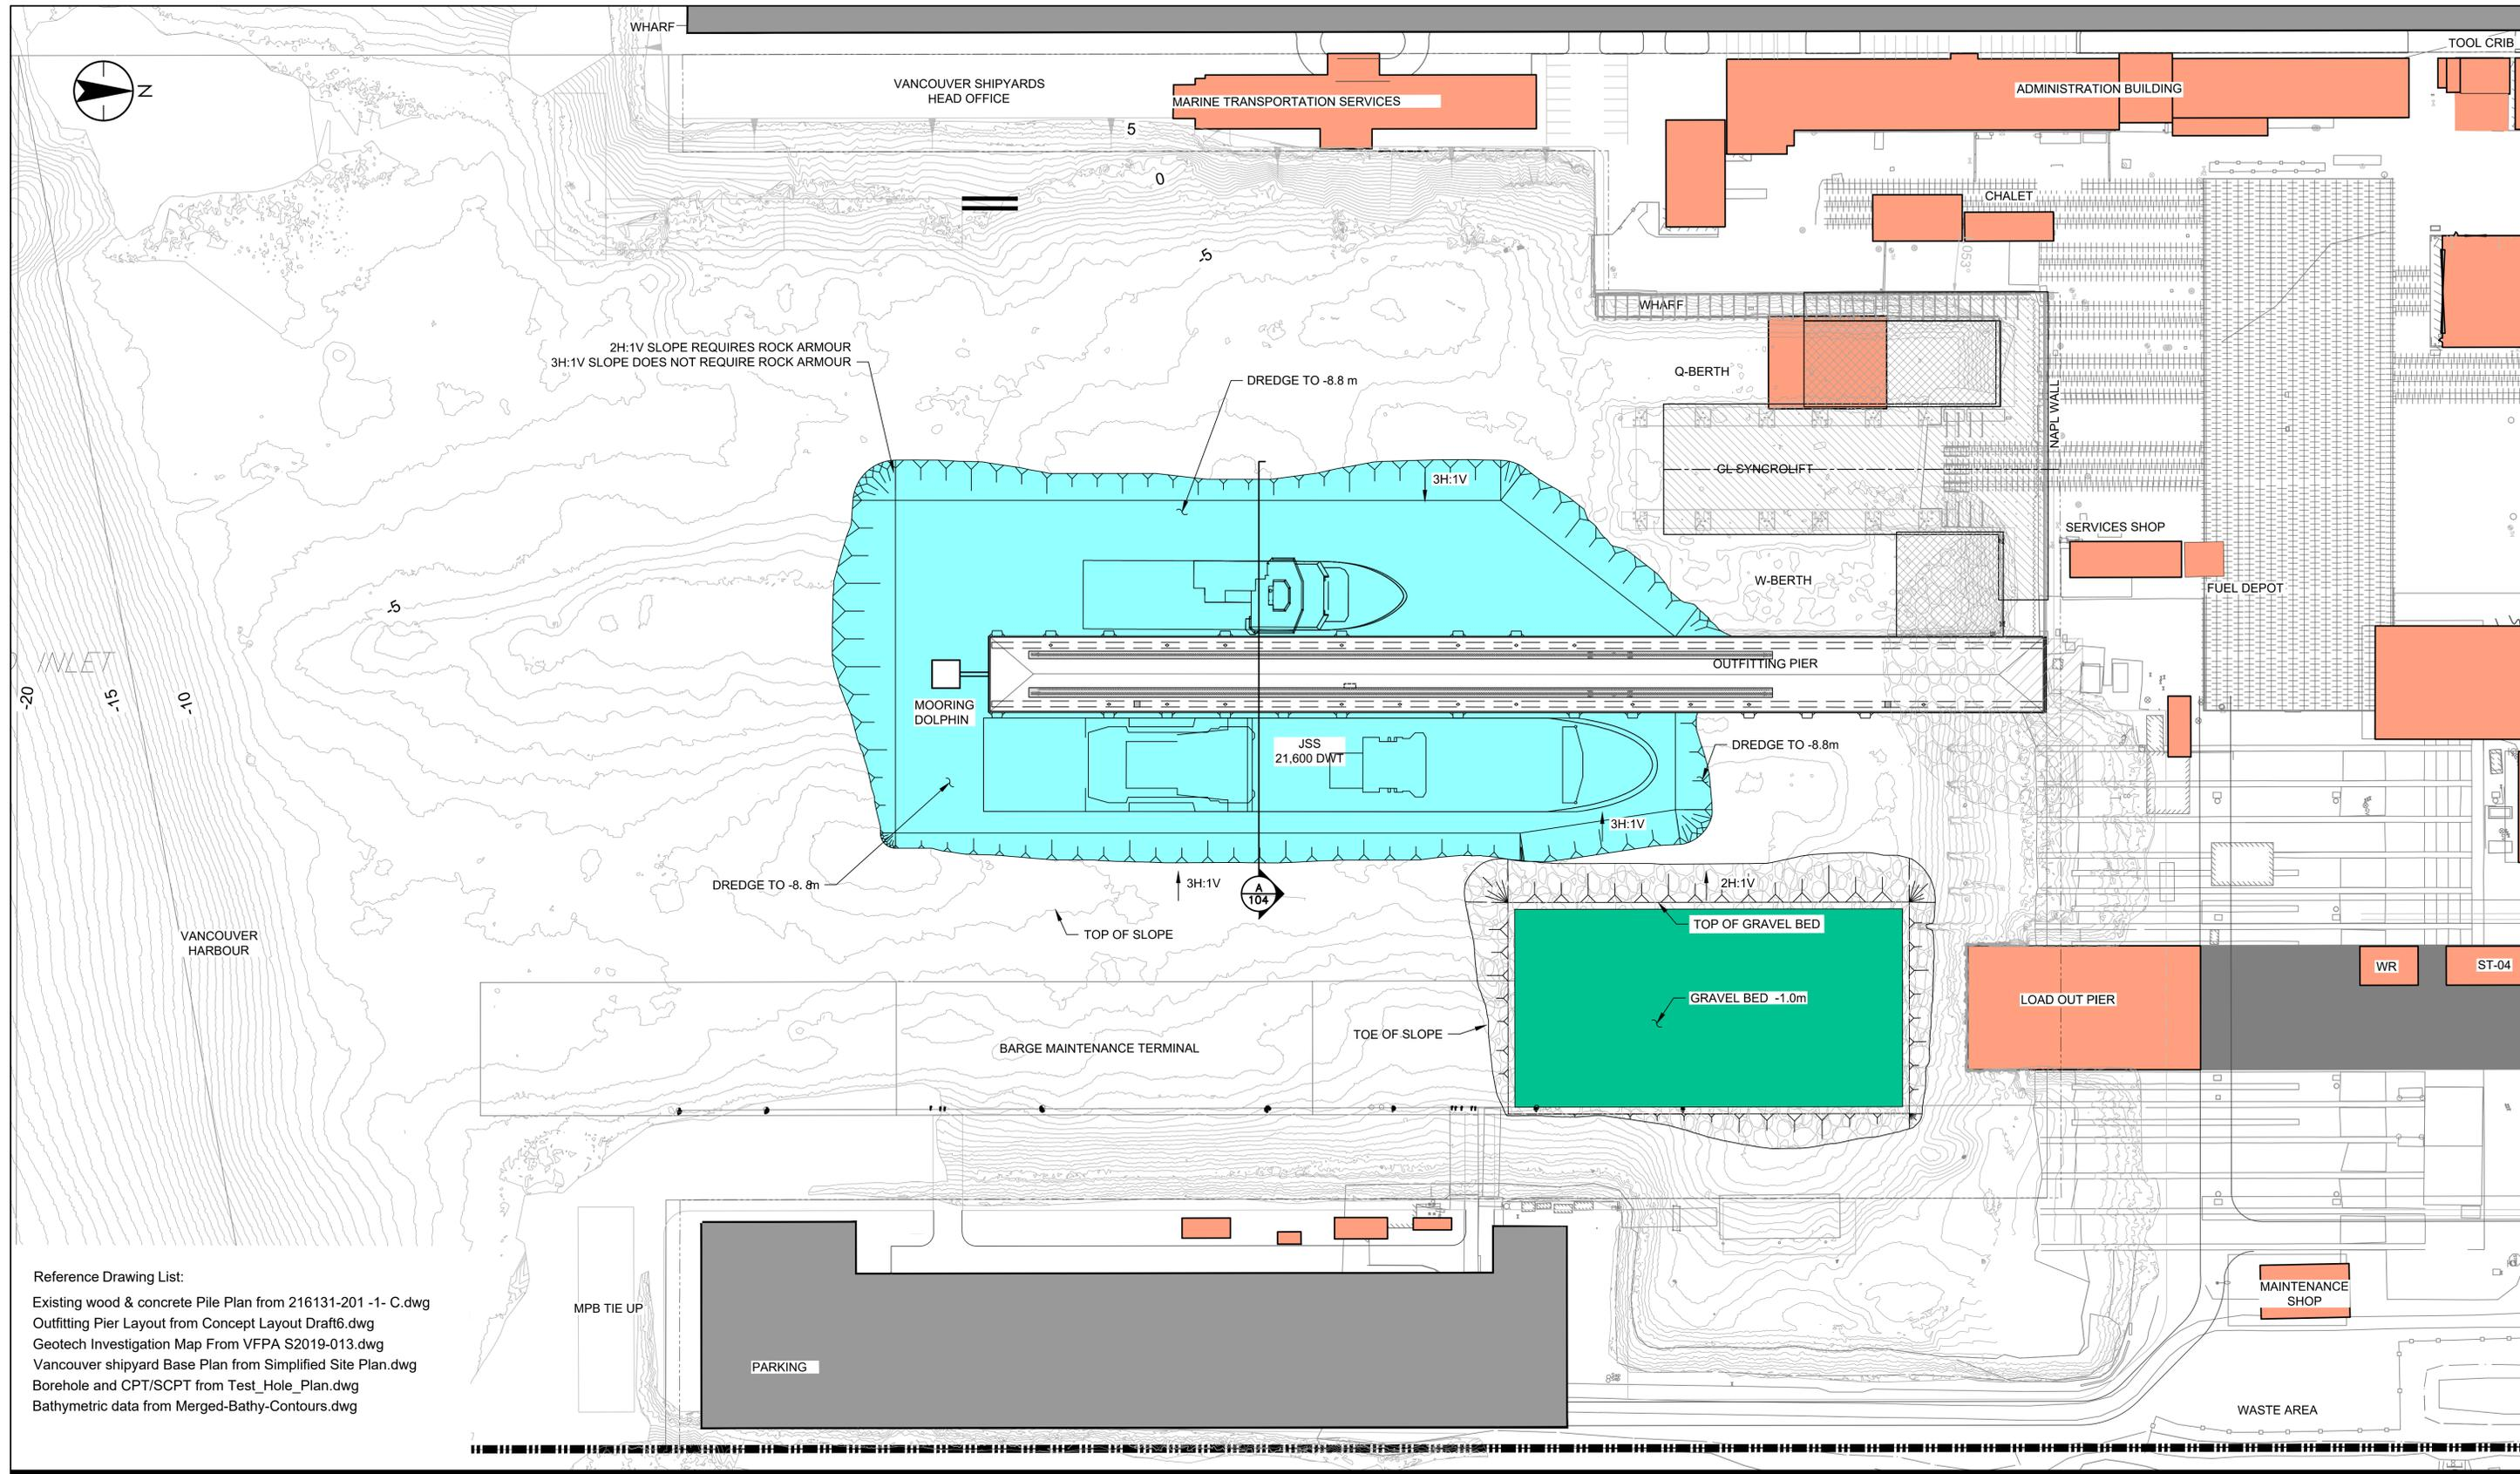 WHARF
TOOL CRIB
N
VANCOUVER SHIPYARDS
HEAD OFFICE
MARINE TRANSPORTATION SERVICES
ADMINISTRATION BUILDING
5
0
-5
CHALET
053
WHARF
2H:1V SLOPE REQUIRES ROCK ARMOUR
3H:1V SLOPE DOES NOT REQUIRE ROCK ARMOUR
DREDGE TO -8.8 m
Q-BERTH
NAPL WALL
3H:1V
CL SYNCROLIFT
SERVICES SHOP
W-BERTH
FUEL DEPOT
-5
INLET
-20
-15
-10
OUTFITTING PIER
MOORING
DOLPHIN
JSS
21,600 DWT
DREDGE TO -8.8m
3H:1V
DREDGE TO -8. 8m
3H:1V
A
104
2H:1V
TOP OF SLOPE
TOP OF GRAVEL BED
VANCOUVER
HARBOUR
WR
ST-04
GRAVEL BED -1.0m
LOAD OUT PIER
TOE OF SLOPE
BARGE MAINTENANCE TERMINAL
Reference Drawing List:
Existing wood & concrete Pile Plan from 216131-201 -1- C.dwg
Outfitting Pier Layout from Concept Layout Draft6.dwg
Geotech Investigation Map From VFPA S2019-013.dwg
Vancouver shipyard Base Plan from Simplified Site Plan.dwg
Borehole and CPT/SCPT from Test_Hole_Plan.dwg
Bathymetric data from Merged-Bathy-Contours.dwg
MPB TIE UP
PARKING
MAINTENANCE
SHOP
WASTE AREA